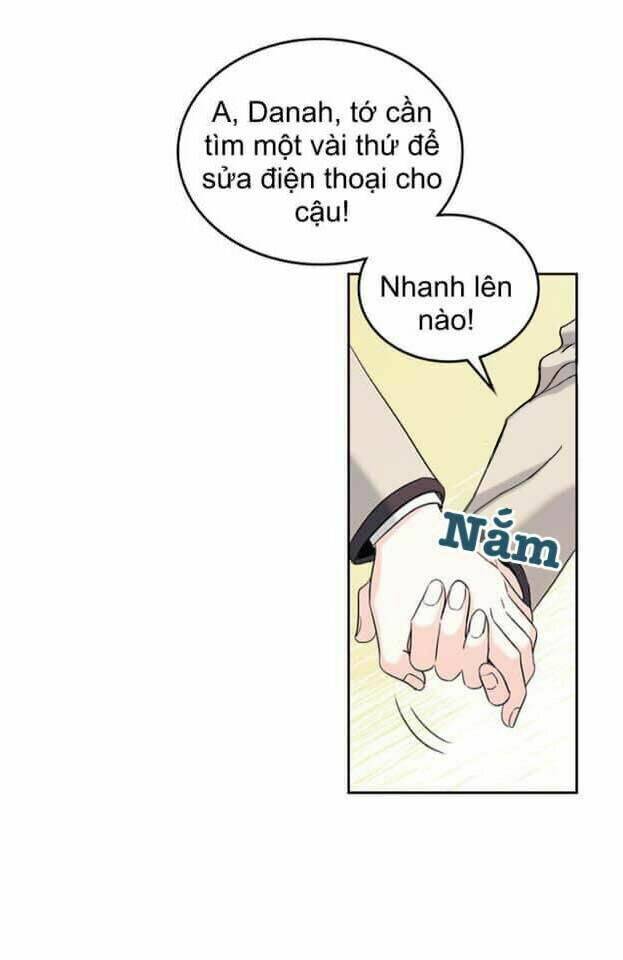 A, Danah, tớ cần
tìm một vài thứ để
sửa điện thoại cho
cậu!
Nhanh lên
nào!
Nắm